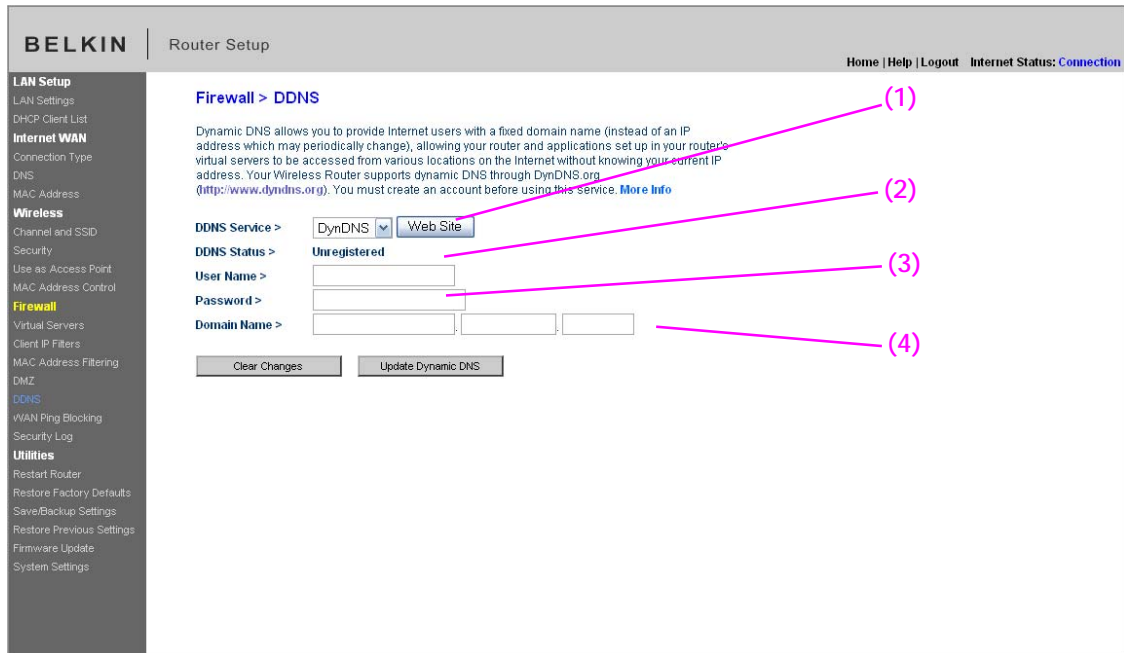 BELKIN
Router Setup
Home | Help | Logout Internet Status: Connection
LAN Setup
LAN Settings
DHCP Client List
Internet WAN
Connection Type
DNS
MAC Address
Wireless
Channel and SSID
Security
Use as Access Point
MAC Address Control
Firewall
Virtual Servers
Client IP Filters
MAC Address Filtering
DMZ
DDNS
WAN Ping Blocking
Security Log
Utilities
Restart Router
Restore Factory Defaults
Save/Backup Settings
Restore Previous Settings
Firmware Update
System Settings
Firewall > DDNS
Dynamic DNS allows you to provide Internet users with a fixed domain name (instead of an IP
address which may periodically change), allowing your router and applications set up in your router's
virtual servers to be accessed from various locations on the Internet without knowing your current IP
address. Your Wireless Router supports dynamic DNS through DynDNS.org
(http://www.dyndns.org). You must create an account before using this service. More Info
DDNS Service > DynDNS Web Site
DDNS Status > Unregistered
User Name >
Password >
Domain Name > . .
Clear Changes Update Dynamic DNS
(1)
(2)
(3)
(4)